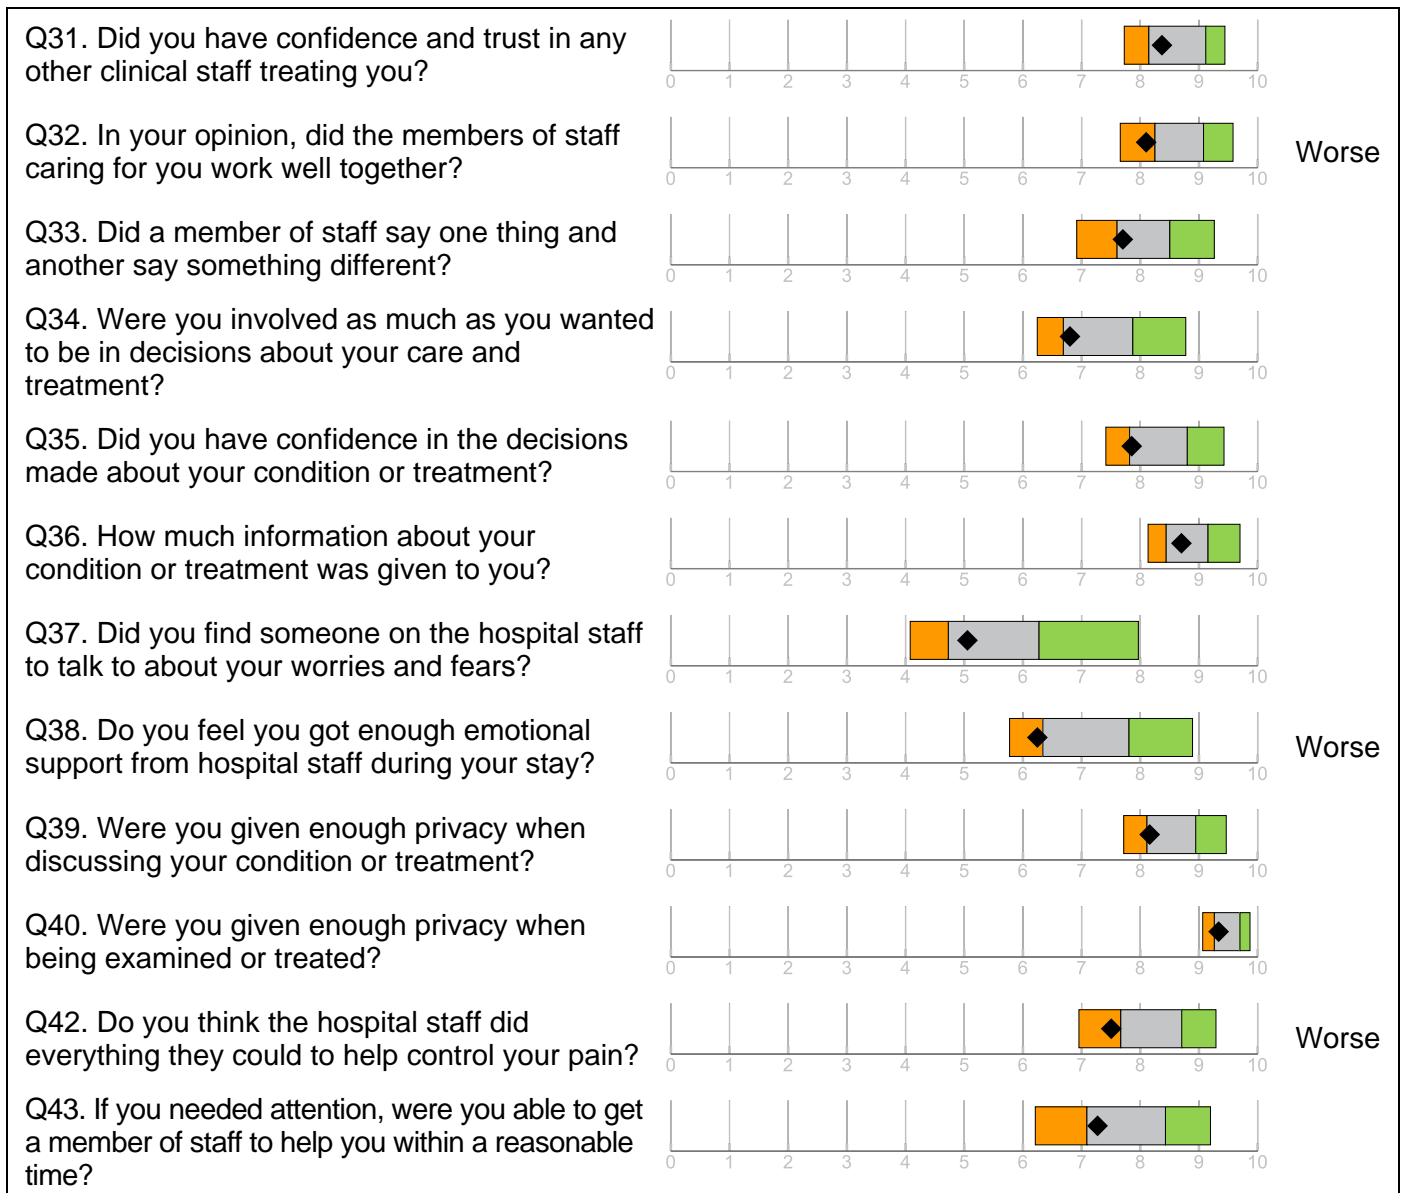 Q31. Did you have confidence and trust in any
other clinical staff treating you?
0 1 2 3 4 5 6 7 8 9 10
Q32. In your opinion, did the members of staff
caring for you work well together?
Worse
0 1 2 3 4 5 6 7 8 9 10
Q33. Did a member of staff say one thing and
another say something different?
0 1 2 3 4 5 6 7 8 9 10
Q34. Were you involved as much as you wanted
to be in decisions about your care and
treatment?
0 1 2 3 4 5 6 7 8 9 10
Q35. Did you have confidence in the decisions
made about your condition or treatment?
0 1 2 3 4 5 6 7 8 9 10
Q36. How much information about your
condition or treatment was given to you?
0 1 2 3 4 5 6 7 8 9 10
Q37. Did you find someone on the hospital staff
to talk to about your worries and fears?
0 1 2 3 4 5 6 7 8 9 10
Q38. Do you feel you got enough emotional
support from hospital staff during your stay?
Worse
0 1 2 3 4 5 6 7 8 9 10
Q39. Were you given enough privacy when
discussing your condition or treatment?
0 1 2 3 4 5 6 7 8 9 10
Q40. Were you given enough privacy when
being examined or treated?
0 1 2 3 4 5 6 7 8 9 10
Q42. Do you think the hospital staff did
everything they could to help control your pain?
Worse
0 1 2 3 4 5 6 7 8 9 10
Q43. If you needed attention, were you able to get
a member of staff to help you within a reasonable
time?
0 1 2 3 4 5 6 7 8 9 10